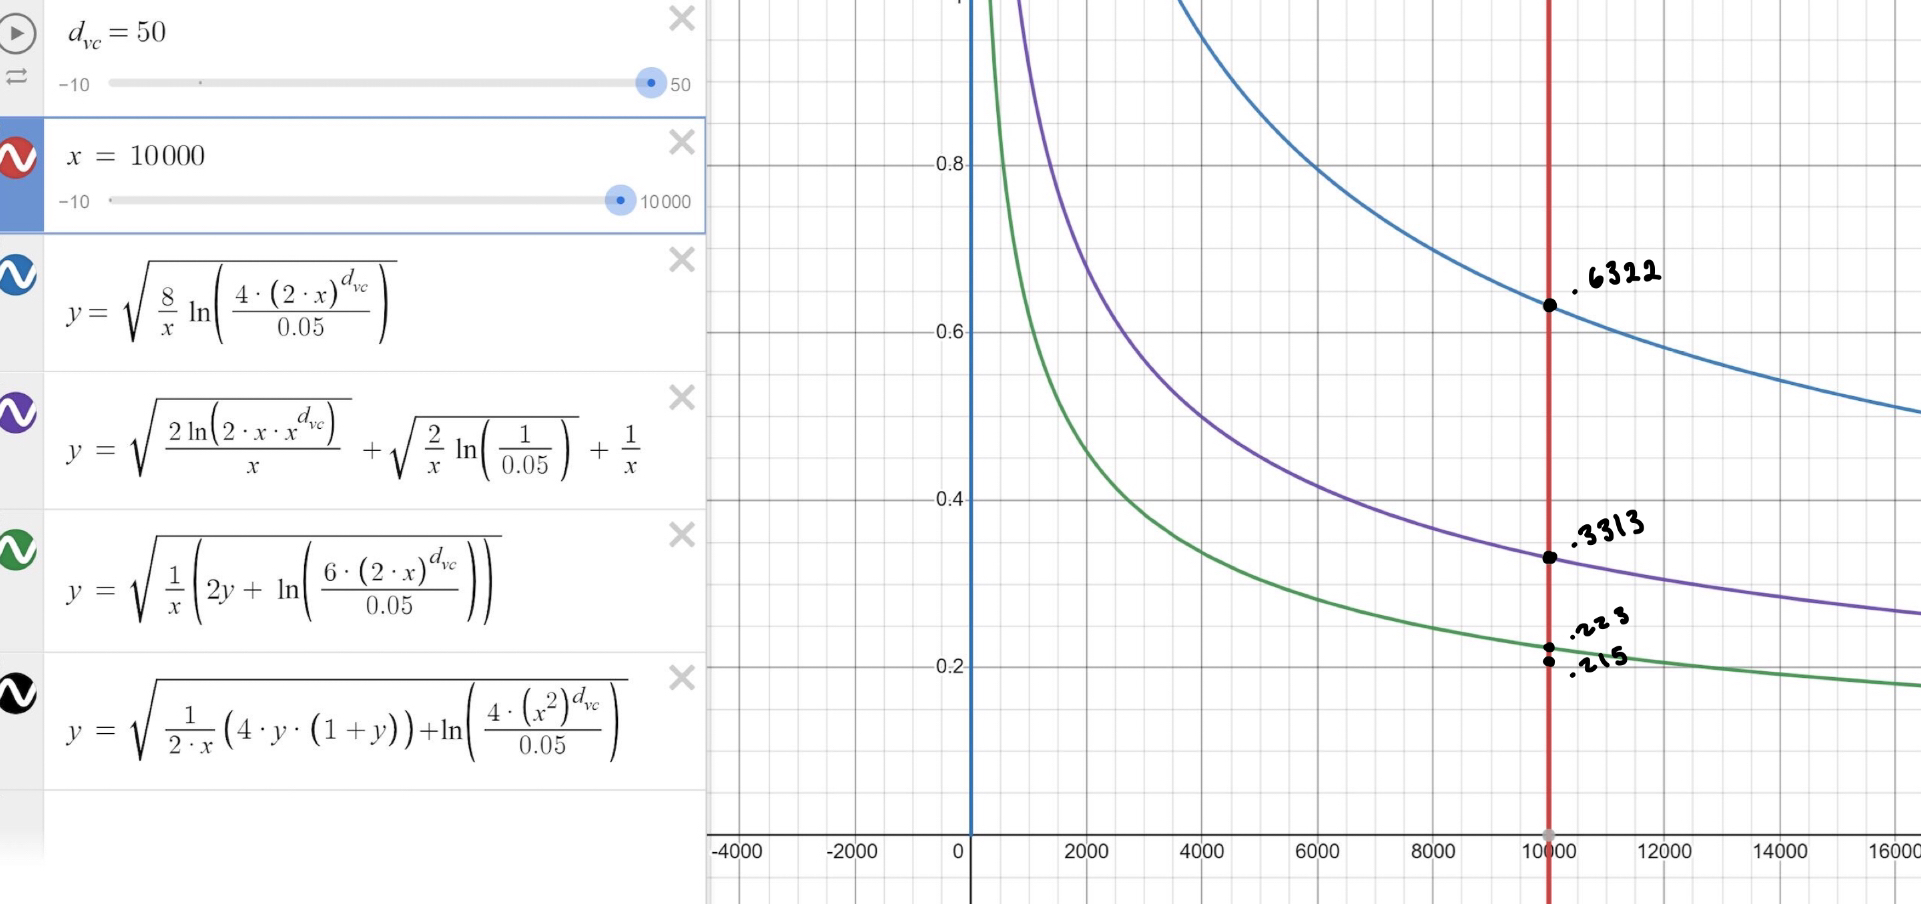 d_vc = 50
−10 50
x = 10000
−10 10000
y = √(8/x ln(4·(2·x)^d_vc / 0.05))
y = √(2 ln(2·x·x^d_vc) / x) + √(2/x ln(1/0.05)) + 1/x
y = √(1/x (2y + ln(6·(2·x)^d_vc / 0.05)))
y = √(1/(2·x) (4·y·(1+y)) + ln(4·(x²)^d_vc / 0.05))
0.8
.6322
0.6
0.4
.3313
.223
0.2
.215
-4000 -2000 0 2000 4000 6000 8000 10000 12000 14000 16000